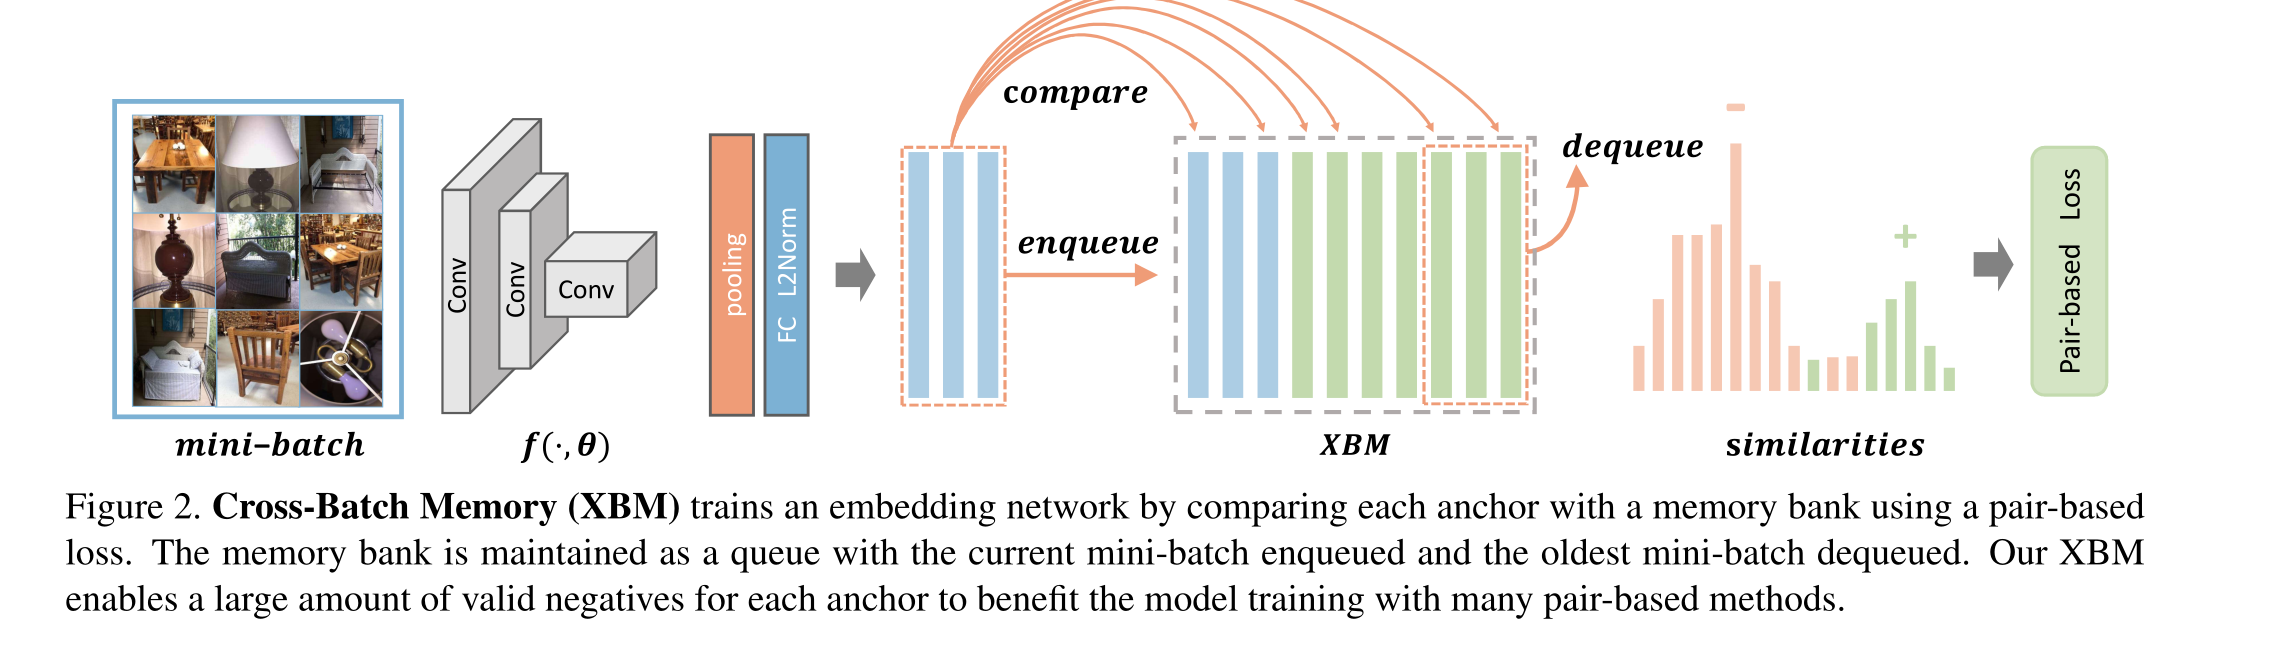 compare
dequeue
−
enqueue
+
Conv
Conv
Conv
pooling
FC L2Norm
Pair-based Loss
mini−batch
f(·, θ)
XBM
similarities
Figure 2. Cross-Batch Memory (XBM) trains an embedding network by comparing each anchor with a memory bank using a pair-based
loss. The memory bank is maintained as a queue with the current mini-batch enqueued and the oldest mini-batch dequeued. Our XBM
enables a large amount of valid negatives for each anchor to benefit the model training with many pair-based methods.